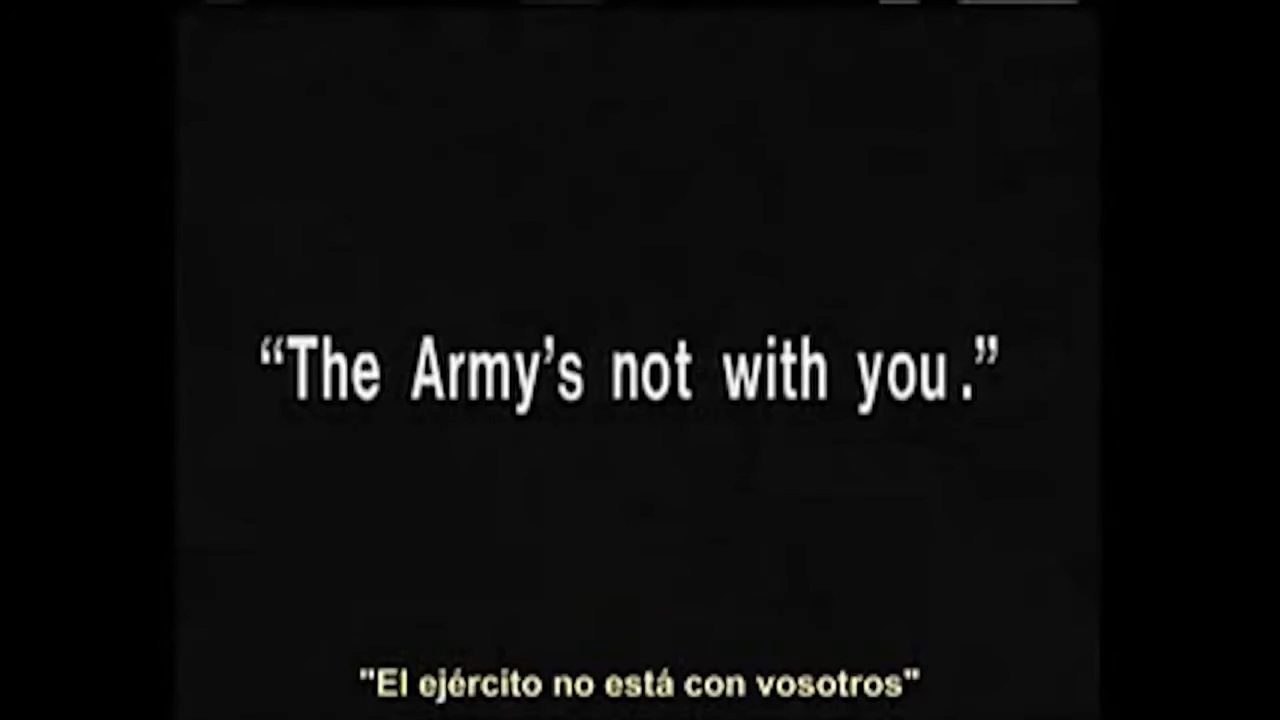 “The Army’s not with you.”
"El ejército no está con vosotros"